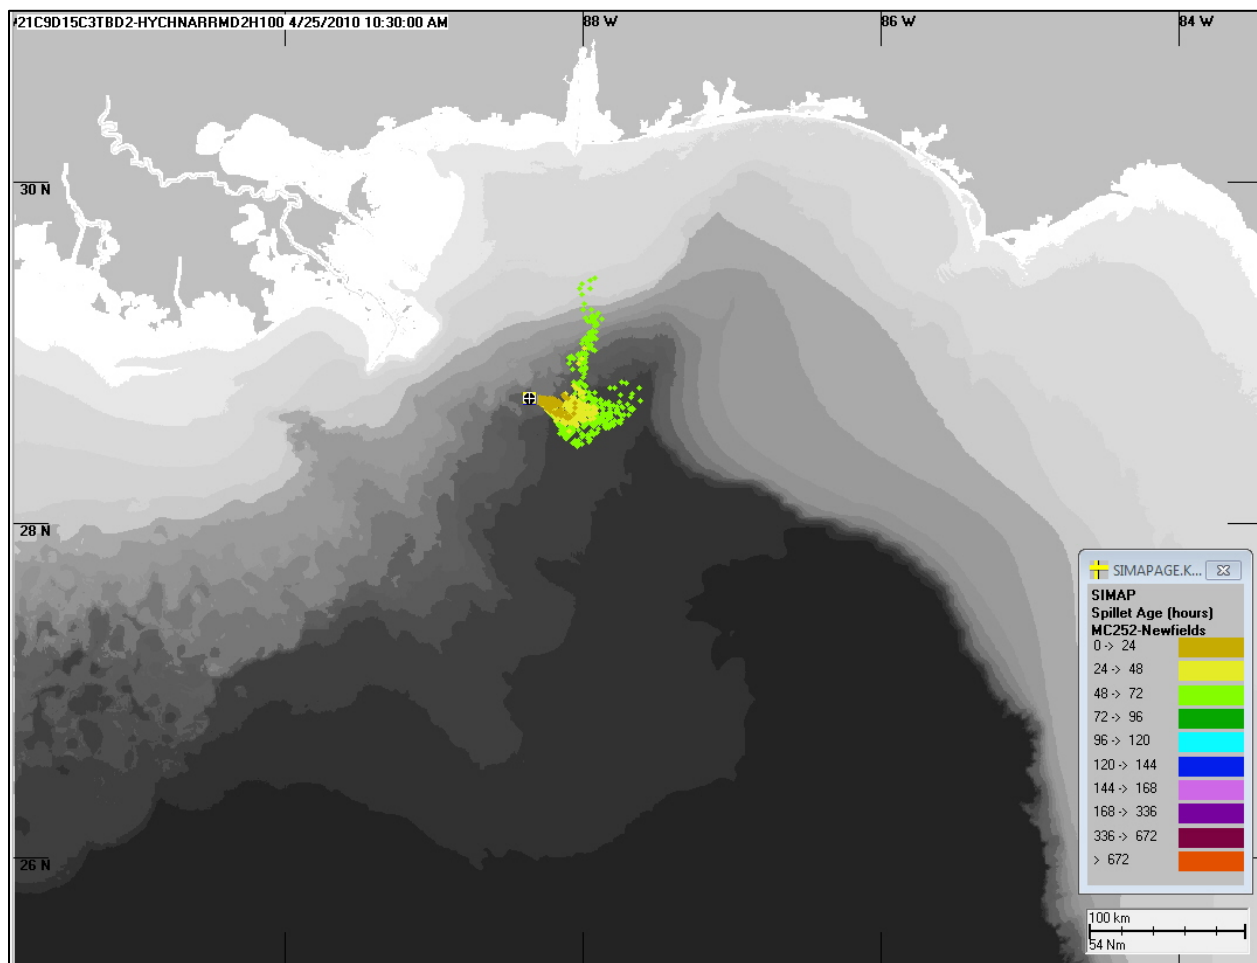 21C9D15C3TBD2-HYCHNARRMD2H100 4/25/2010 10:30:00 AM
88 W
86 W
84 W
30 N
28 N
26 N
SIMAPAGE.K...
SIMAP
Spillet Age (hours)
MC252-Newfields
0 -> 24
24 -> 48
48 -> 72
72 -> 96
96 -> 120
120 -> 144
144 -> 168
168 -> 336
336 -> 672
> 672
100 km
54 Nm